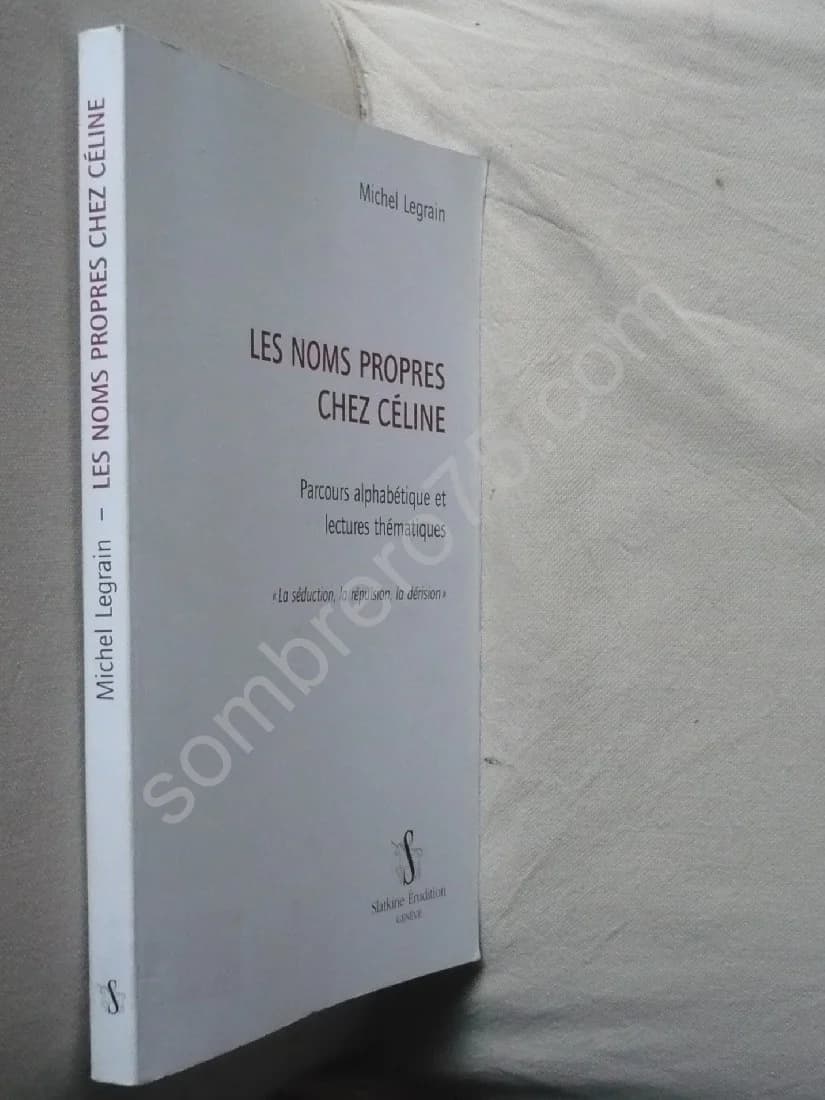 Michel Legrain – LES NOMS PROPRES CHEZ CÉLINE
Michel Legrain
LES NOMS PROPRES
CHEZ CÉLINE
Parcours alphabétique et
lectures thématiques
«La séduction, la répulsion, la dérision»
S
Slatkine Érudition
GENÈVE
S
sombrero75.com